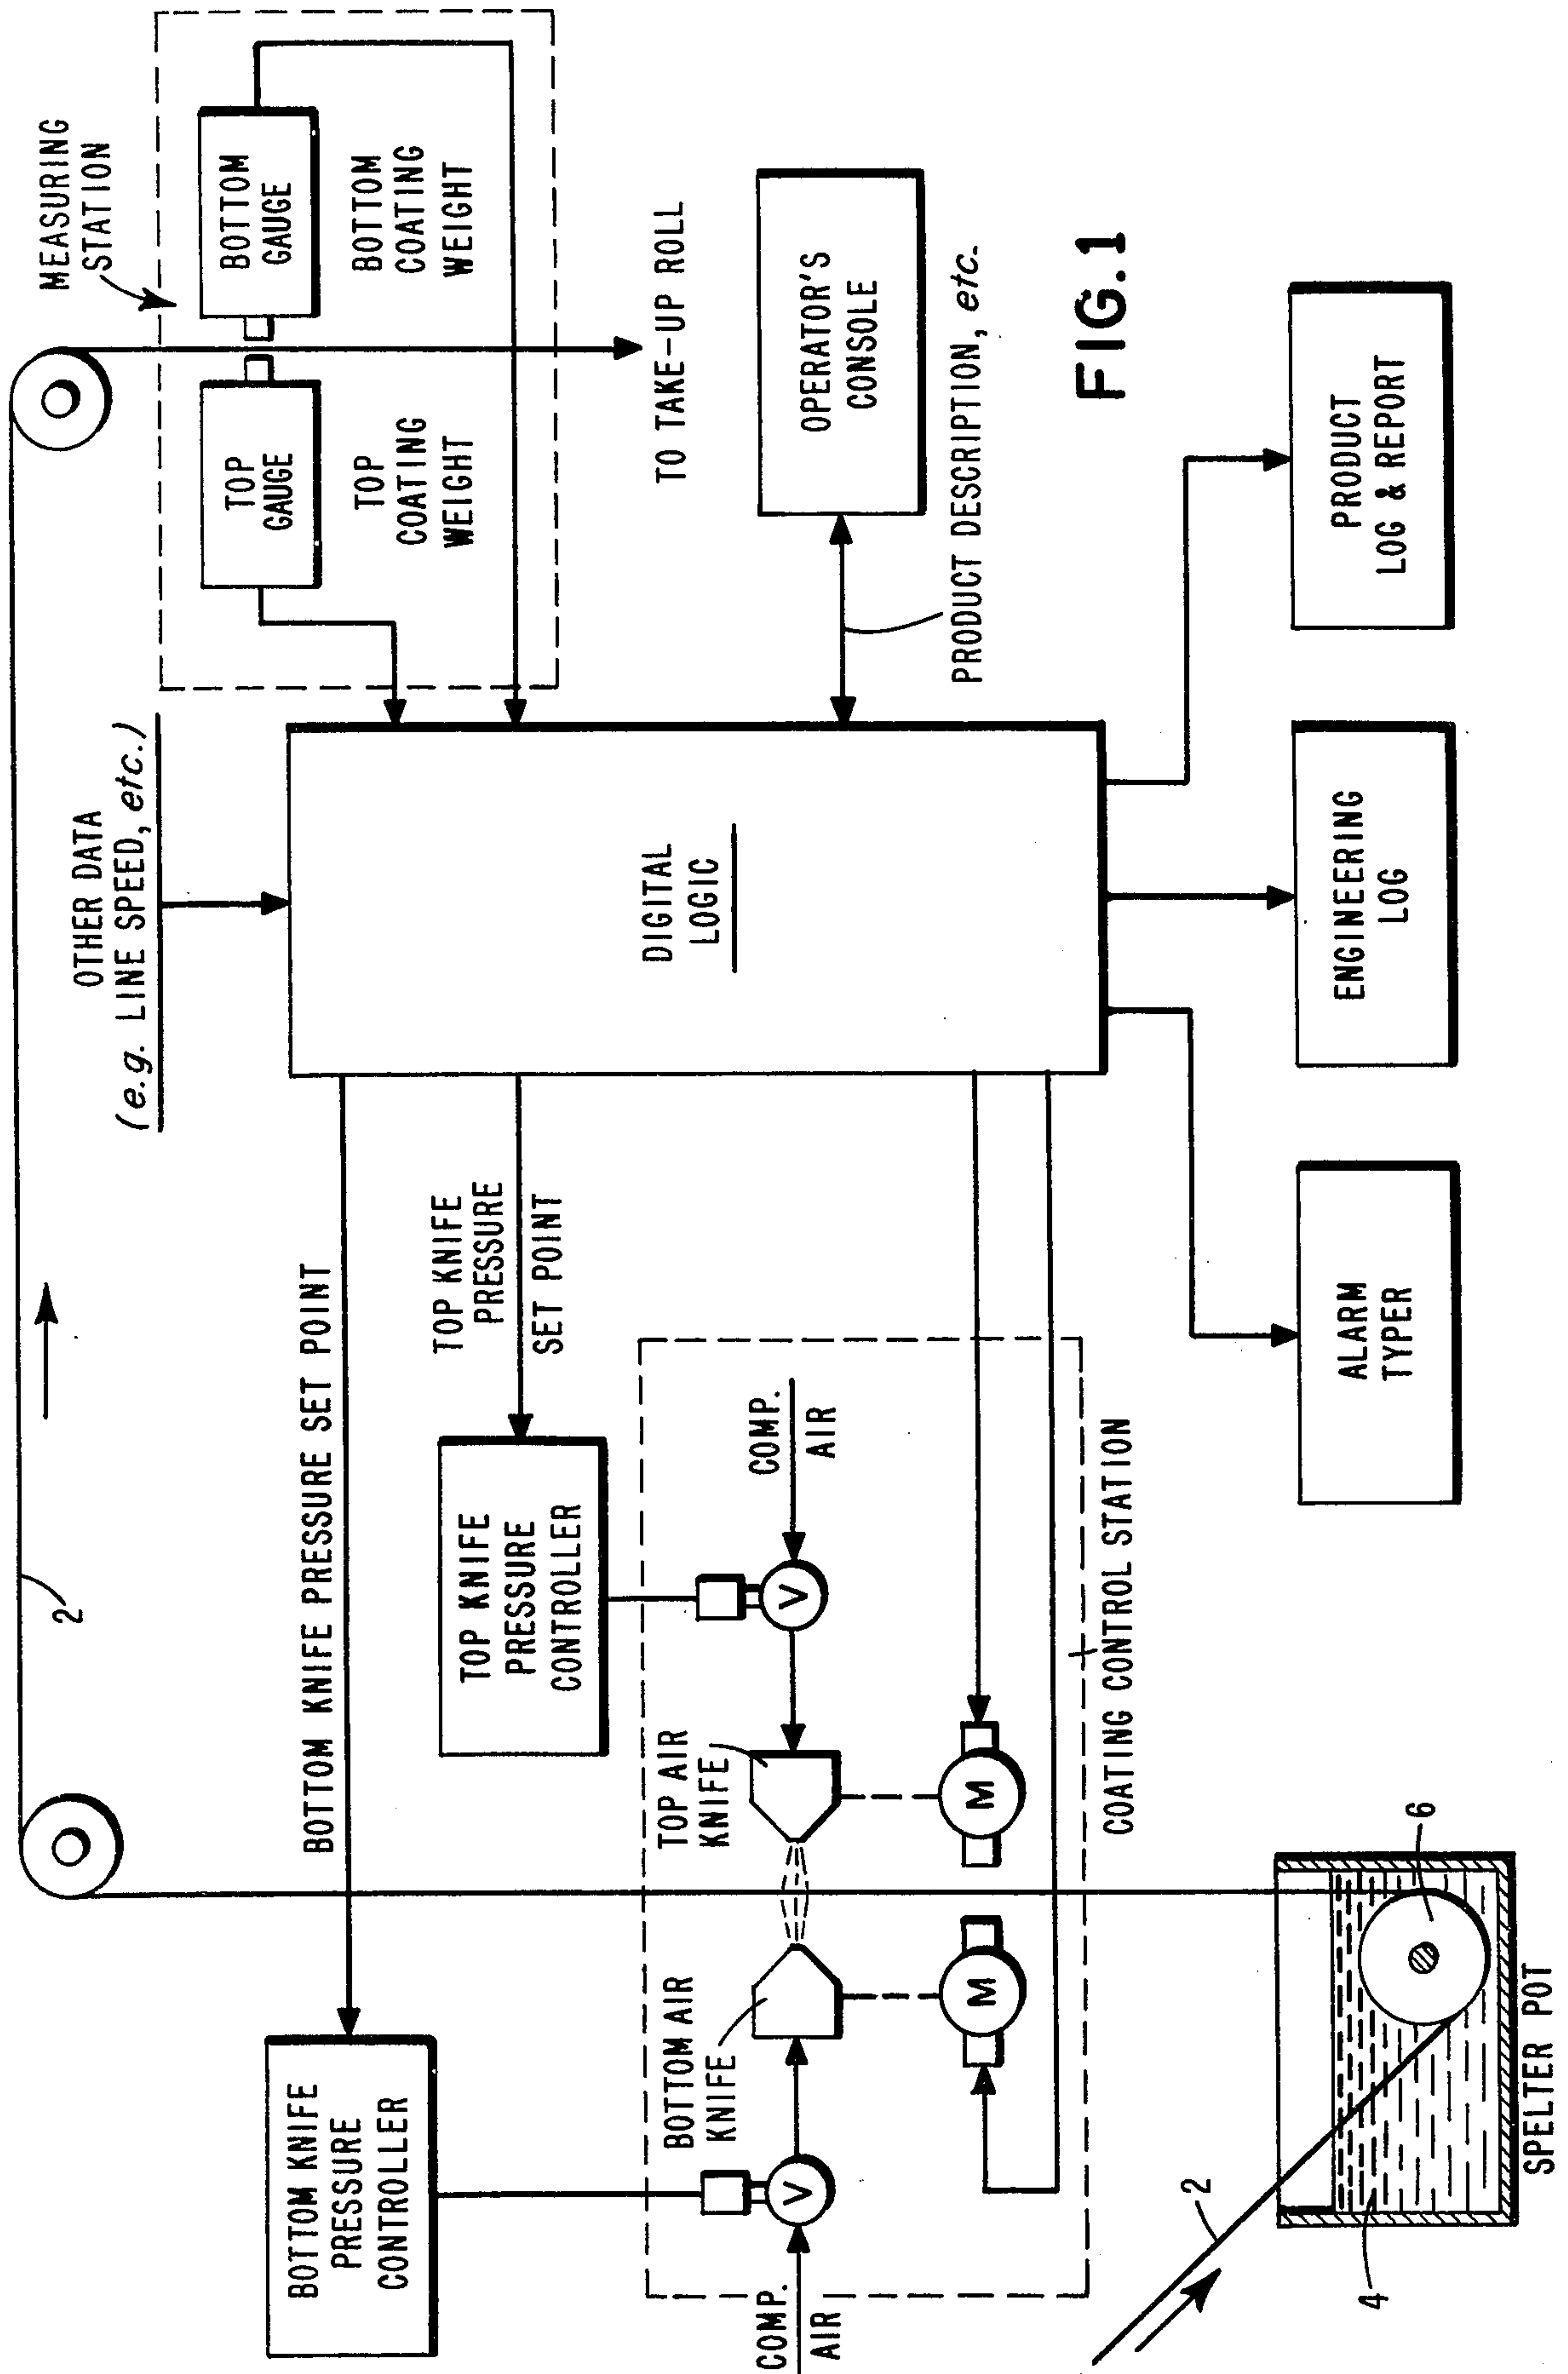 MEASURING
STATION
BOTTOM
GAUGE
BOTTOM
COATING
WEIGHT
TOP
GAUGE
TOP
COATING
WEIGHT
TO TAKE-UP ROLL
OTHER DATA
(e.g. LINE SPEED, etc.)
2
BOTTOM KNIFE PRESSURE SET POINT
TOP KNIFE
PRESSURE
SET POINT
DIGITAL
LOGIC
OPERATOR'S
CONSOLE
PRODUCT DESCRIPTION, etc.
BOTTOM KNIFE
PRESSURE
CONTROLLER
TOP KNIFE
PRESSURE
CONTROLLER
COMP.
AIR
V
BOTTOM AIR
KNIFE
TOP AIR
KNIFE
V
COMP.
AIR
M
M
COATING CONTROL STATION
FIG.1
2
4
6
SPELTER POT
ALARM
TYPER
ENGINEERING
LOG
PRODUCT
LOG & REPORT